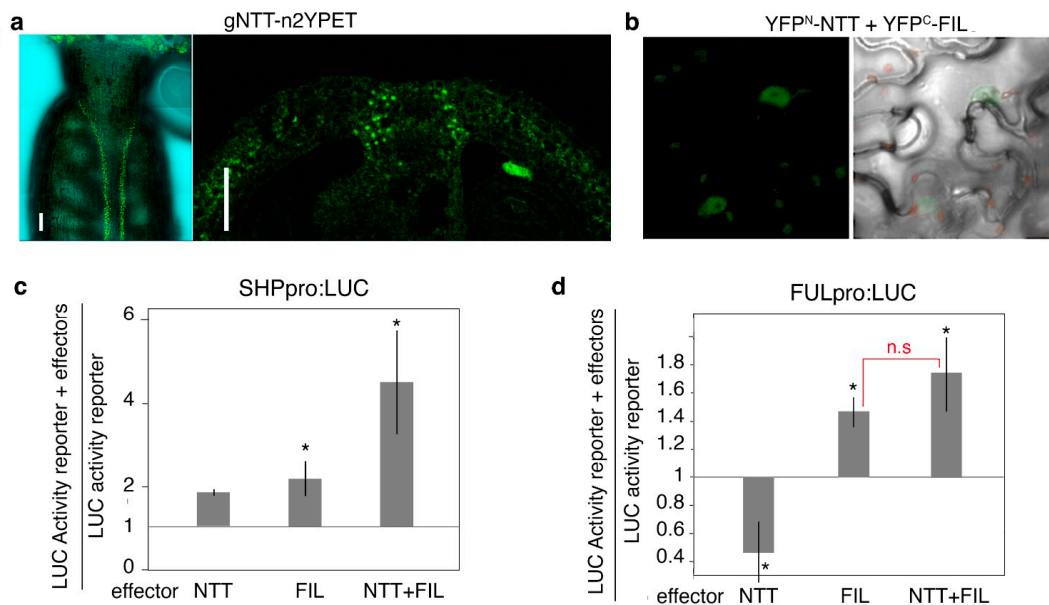 a
gNTT-n2YPET
b
YFPᴺ-NTT + YFPᶜ-FIL
c
SHPpro:LUC
LUC Activity reporter + effectors
LUC activity reporter
6
4
2
1
0
*
*
effector NTT FIL NTT+FIL
d
FULpro:LUC
LUC Activity reporter + effectors
LUC activity reporter
1.8
1.6
1.4
1.2
1
0.8
0.6
0.4
n.s
*
*
*
effector NTT FIL NTT+FIL